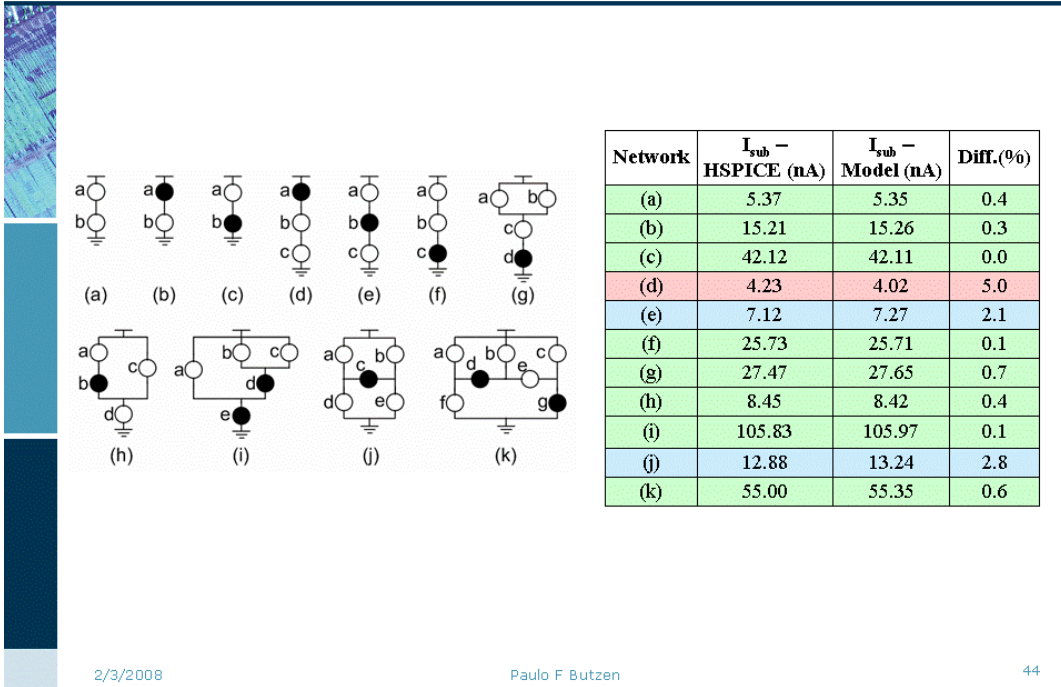 a a a a a a a b
b b b b b b c
c c c d
(a) (b) (c) (d) (e) (f) (g)
a c b c a b a b c
b a d c d e
d e d e f g
(h) (i) (j) (k)
Network I_sub – HSPICE (nA) I_sub – Model (nA) Diff.(%)
(a) 5.37 5.35 0.4
(b) 15.21 15.26 0.3
(c) 42.12 42.11 0.0
(d) 4.23 4.02 5.0
(e) 7.12 7.27 2.1
(f) 25.73 25.71 0.1
(g) 27.47 27.65 0.7
(h) 8.45 8.42 0.4
(i) 105.83 105.97 0.1
(j) 12.88 13.24 2.8
(k) 55.00 55.35 0.6
2/3/2008 Paulo F Butzen 44